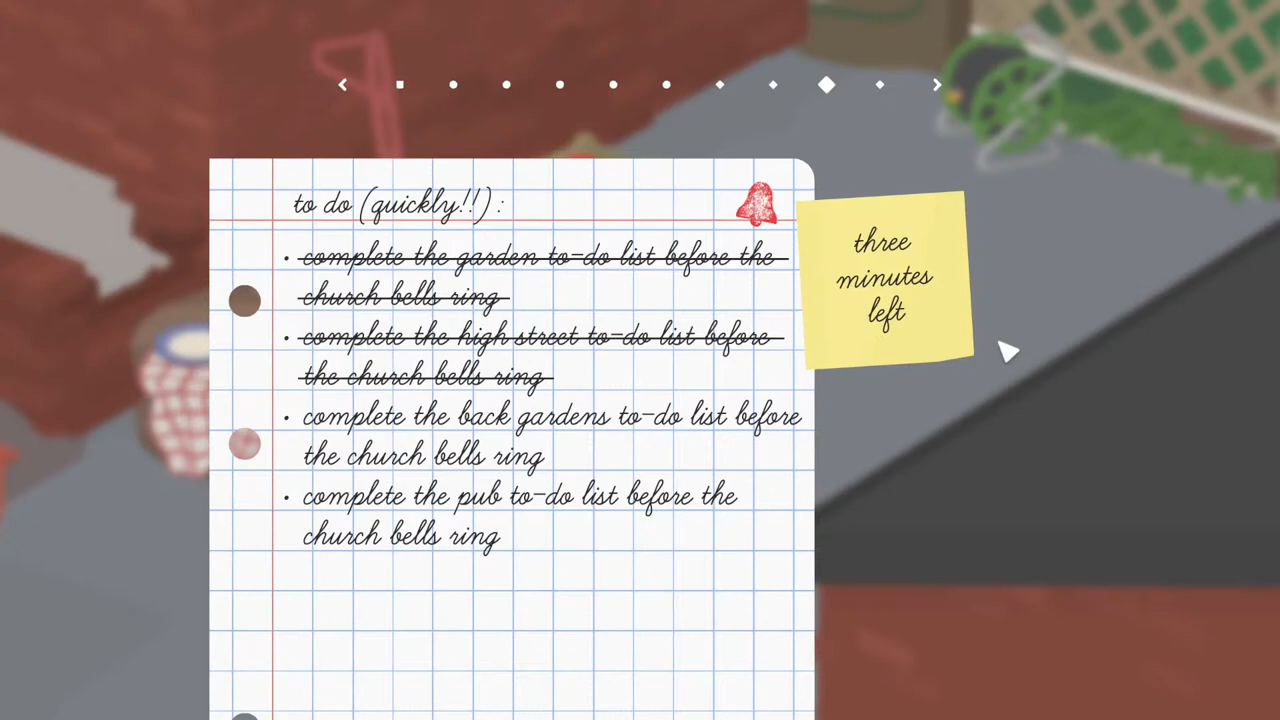 to do (quickly!!) :
• complete the garden to-do list before the
church bells ring
• complete the high street to-do list before
the church bells ring
• complete the back gardens to-do list before
the church bells ring
• complete the pub to-do list before the
church bells ring
three
minutes
left